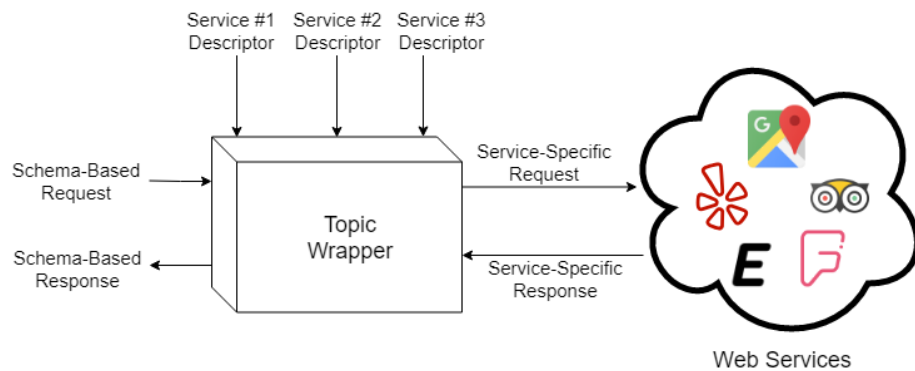 Service #1
Descriptor
Service #2
Descriptor
Service #3
Descriptor
Schema-Based
Request
Schema-Based
Response
Topic
Wrapper
Service-Specific
Request
Service-Specific
Response
G
E
Web Services